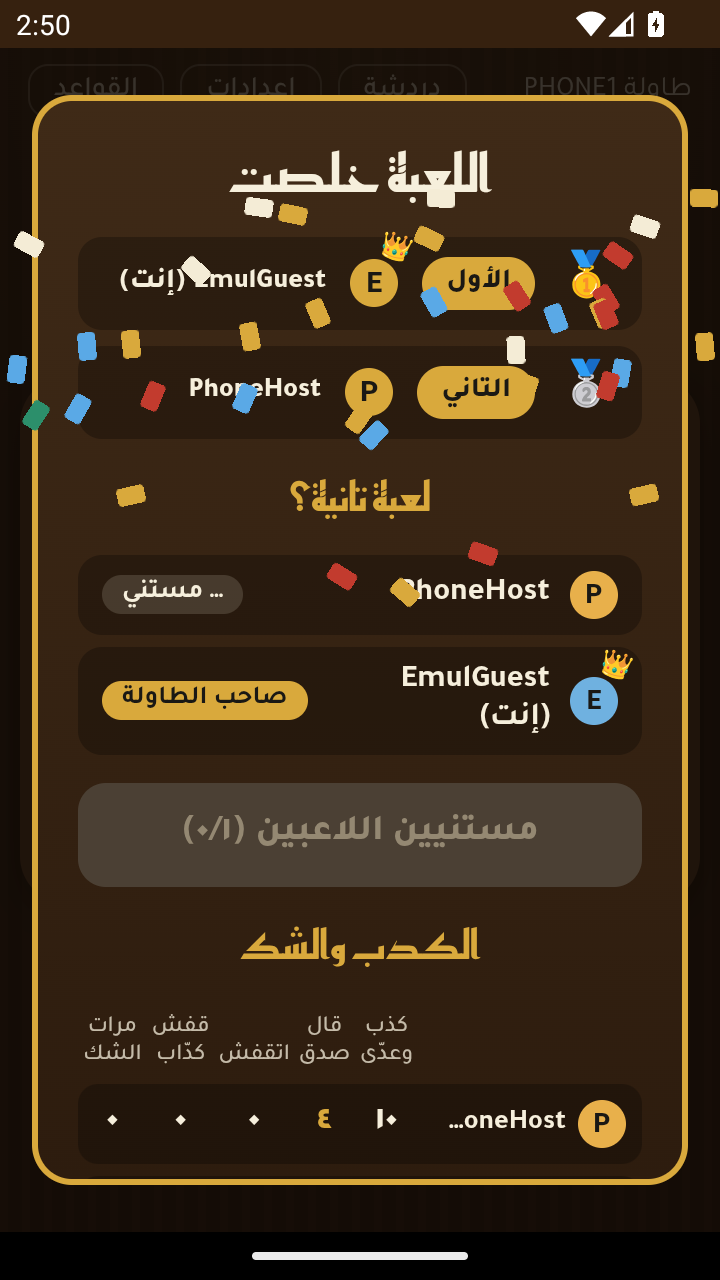 2:50
طاولة PHONE1 دردشة إعدادات القواعد
اللعبة خلصت
🥇 الأول E EmulGuest (إنت)
🥈 التاني P PhoneHost
لعبة تانية؟
P PhoneHost مستني ...
E EmulGuest (إنت) صاحب الطاولة
مستنيين اللاعبين (٠/١)
الكدب والشك
كذب وعدّى
قال صدق
اتقفش
قفش كدّاب
مرات الشك
P ...oneHost ١٠ ٤ ٠ ٠ ٠